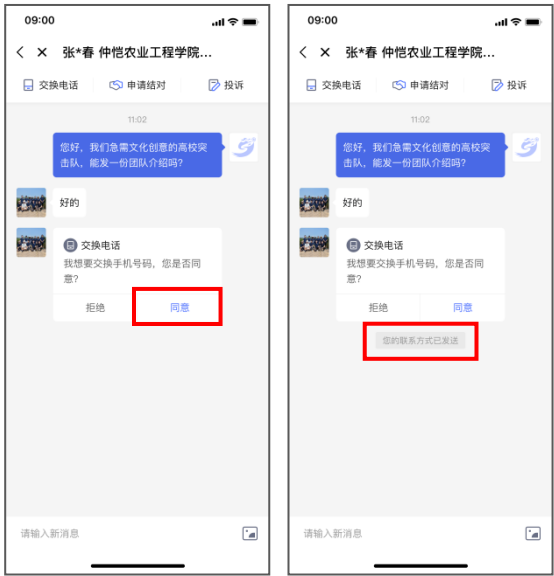 09:00
张*春 仲恺农业工程学院...
交换电话
申请结对
投诉
11:02
您好，我们急需文化创意的高校突
击队，能发一份团队介绍吗？
好的
交换电话
我想要交换手机号码，您是否同
意？
拒绝
同意
请输入新消息
09:00
张*春 仲恺农业工程学院...
交换电话
申请结对
投诉
11:02
您好，我们急需文化创意的高校突
击队，能发一份团队介绍吗？
好的
交换电话
我想要交换手机号码，您是否同
意？
拒绝
同意
您的联系方式已发送
请输入新消息